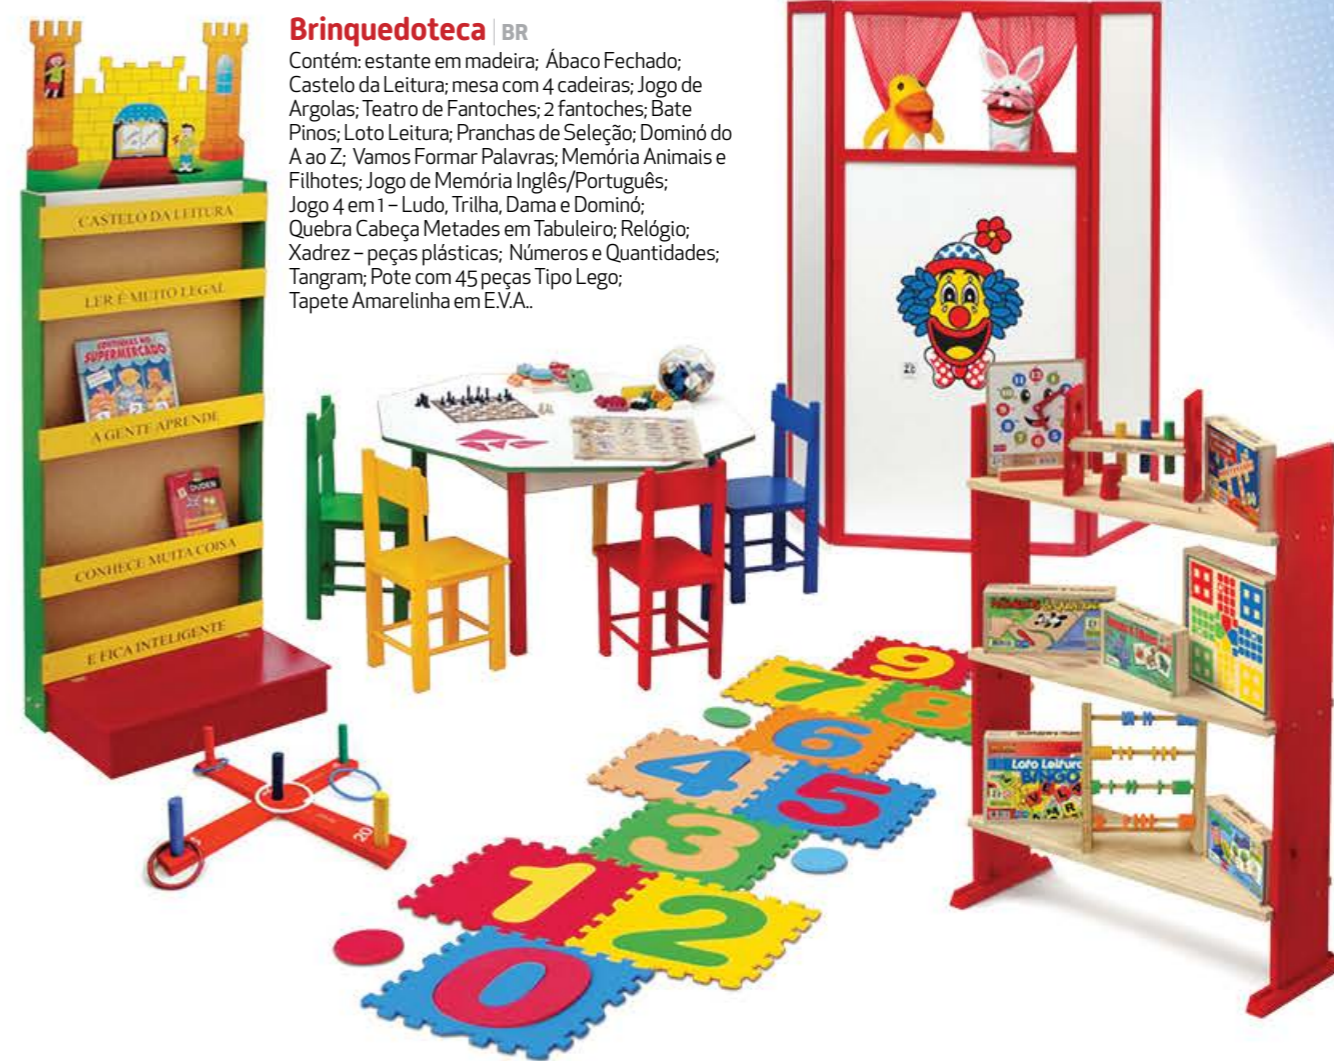 Brinquedoteca | BR
Contém: estante em madeira; Ábaco Fechado;
Castelo da Leitura; mesa com 4 cadeiras; Jogo de
Argolas; Teatro de Fantoches; 2 fantoches; Bate
Pinos; Loto Leitura; Pranchas de Seleção; Dominó do
A ao Z; Vamos Formar Palavras; Memória Animais e
Filhotes; Jogo de Memória Inglês/Português;
Jogo 4 em 1 – Ludo, Trilha, Dama e Dominó;
Quebra Cabeça Metades em Tabuleiro; Relógio;
Xadrez – peças plásticas; Números e Quantidades;
Tangram; Pote com 45 peças Tipo Lego;
Tapete Amarelinha em E.V.A..
CASTELO DA LEITURA
LER É MUITO LEGAL
SUPERMERCADO
A GENTE APRENDE
DUDEN
CONHECE MUITA COISA
E FICA INTELIGENTE
20
9
7
8
6
4
5
3
1
2
0
Loto Leitura
BINGO